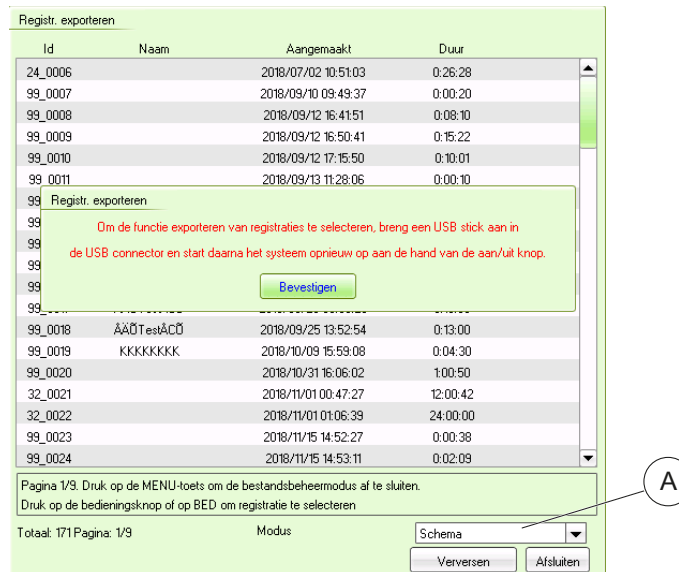 Registr. exporteren
Id Naam Aangemaakt Duur
24_0006 2018/07/02 10:51:03 0:26:28
99_0007 2018/09/10 09:49:37 0:00:20
99_0008 2018/09/12 16:41:51 0:08:10
99_0009 2018/09/12 16:50:41 0:15:22
99_0010 2018/09/12 17:15:50 0:10:01
99_0011 2018/09/13 11:28:06 0:00:10
99
99
99
99
99
Registr. exporteren
Om de functie exporteren van registraties te selecteren, breng een USB stick aan in
de USB connector en start daarna het systeem opnieuw op aan de hand van de aan/uit knop.
Bevestigen
99_0018 ÅÄÕTestÅCÕ 2018/09/25 13:52:54 0:13:00
99_0019 KKKKKKKK 2018/10/09 15:59:08 0:04:30
99_0020 2018/10/31 16:06:02 1:00:50
32_0021 2018/11/01 00:47:27 12:00:42
32_0022 2018/11/01 01:06:39 24:00:00
99_0023 2018/11/15 14:52:27 0:00:38
99_0024 2018/11/15 14:53:11 0:02:09
Pagina 1/9. Druk op de MENU-toets om de bestandsbeheermodus af te sluiten.
Druk op de bedieningsknop of op BED om registratie te selecteren
Totaal: 171 Pagina: 1/9 Modus Schema
Verversen Afsluiten
A